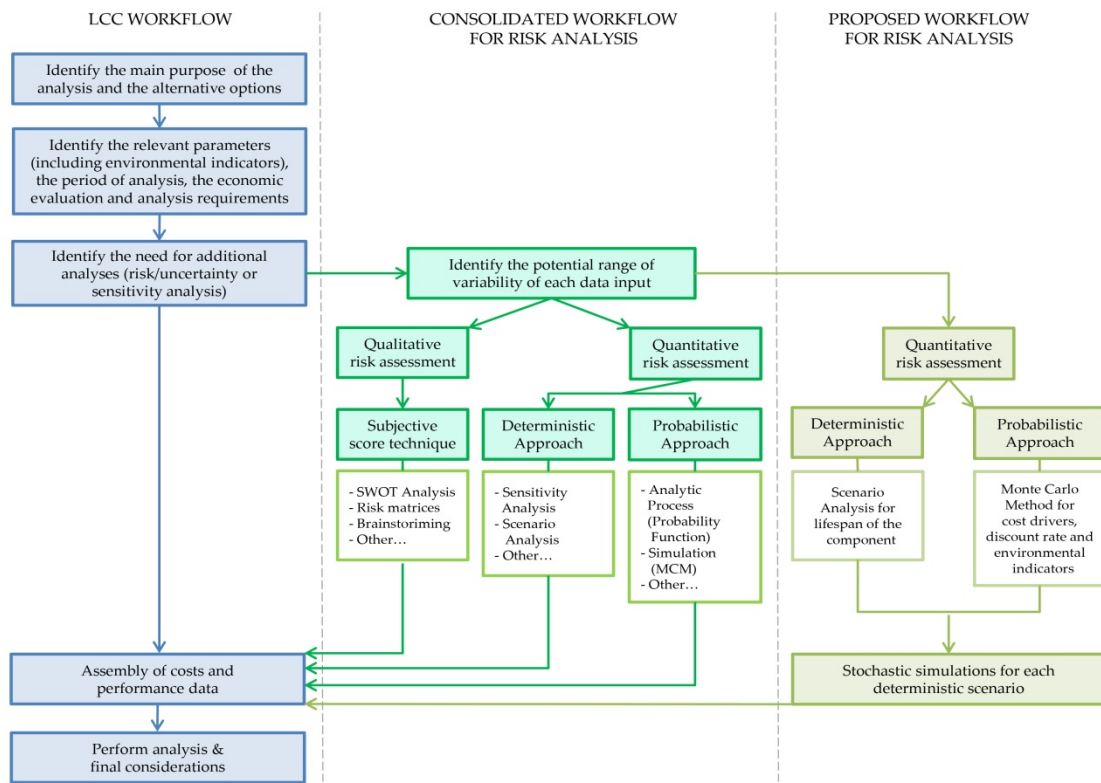 LCC WORKFLOW
CONSOLIDATED WORKFLOW
FOR RISK ANALYSIS
PROPOSED WORKFLOW
FOR RISK ANALYSIS
Identify the main purpose of the
analysis and the alternative options
Identify the relevant parameters
(including environmental indicators),
the period of analysis, the economic
evaluation and analysis requirements
Identify the need for additional
analyses (risk/uncertainty or
sensitivity analysis)
Identify the potential range of
variability of each data input
Qualitative
risk assessment
Quantitative
risk assessment
Quantitative
risk assessment
Subjective
score technique
Deterministic
Approach
Probabilistic
Approach
Deterministic
Approach
Probabilistic
Approach
- SWOT Analysis
- Risk matrices
- Brainstoriming
- Other…
- Sensitivity
Analysis
- Scenario
Analysis
- Other…
- Analytic
Process
(Probability
Function)
- Simulation
(MCM)
- Other…
Scenario
Analysis for
lifespan of the
component
Monte Carlo
Method for
cost drivers,
discount rate and
environmental
indicators
Assembly of costs and
performance data
Stochastic simulations for each
deterministic scenario
Perform analysis &
final considerations